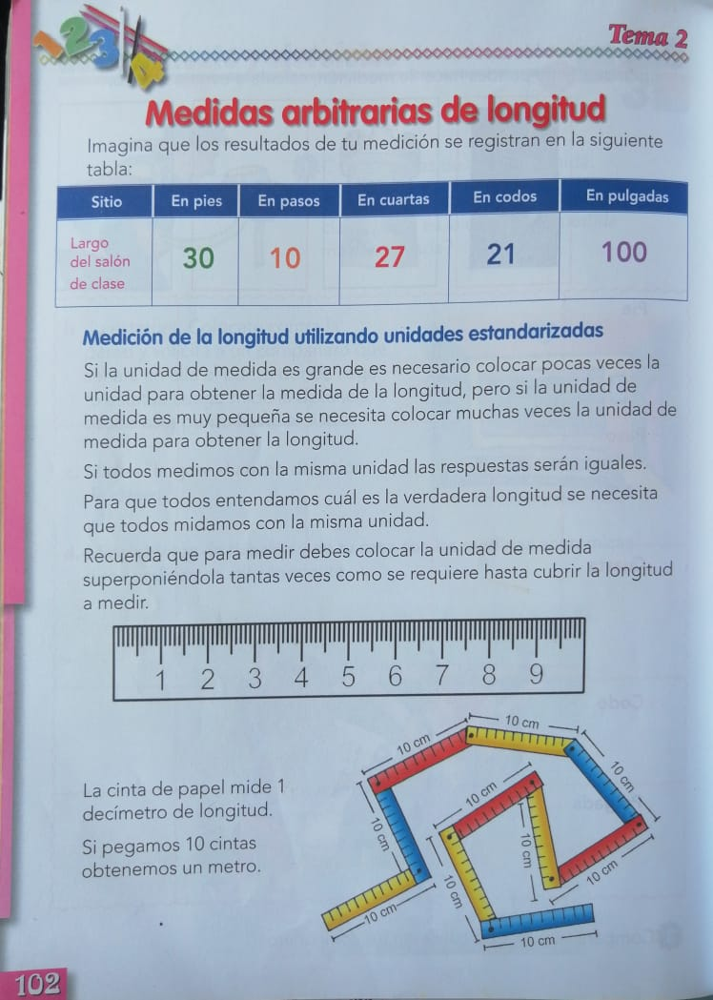 1 2 3 4
Tema 2
Medidas arbitrarias de longitud
Imagina que los resultados de tu medición se registran en la siguiente
tabla:
Sitio En pies En pasos En cuartas En codos En pulgadas
Largo
del salón
de clase
30 10 27 21 100
Medición de la longitud utilizando unidades estandarizadas
Si la unidad de medida es grande es necesario colocar pocas veces la
unidad para obtener la medida de la longitud, pero si la unidad de
medida es muy pequeña se necesita colocar muchas veces la unidad de
medida para obtener la longitud.
Si todos medimos con la misma unidad las respuestas serán iguales.
Para que todos entendamos cuál es la verdadera longitud se necesita
que todos midamos con la misma unidad.
Recuerda que para medir debes colocar la unidad de medida
superponiéndola tantas veces como se requiere hasta cubrir la longitud
a medir.
1 2 3 4 5 6 7 8 9
La cinta de papel mide 1
decímetro de longitud.
Si pegamos 10 cintas
obtenemos un metro.
10 cm
10 cm
10 cm
10 cm
10 cm
10 cm
10 cm
10 cm
10 cm
10 cm
102